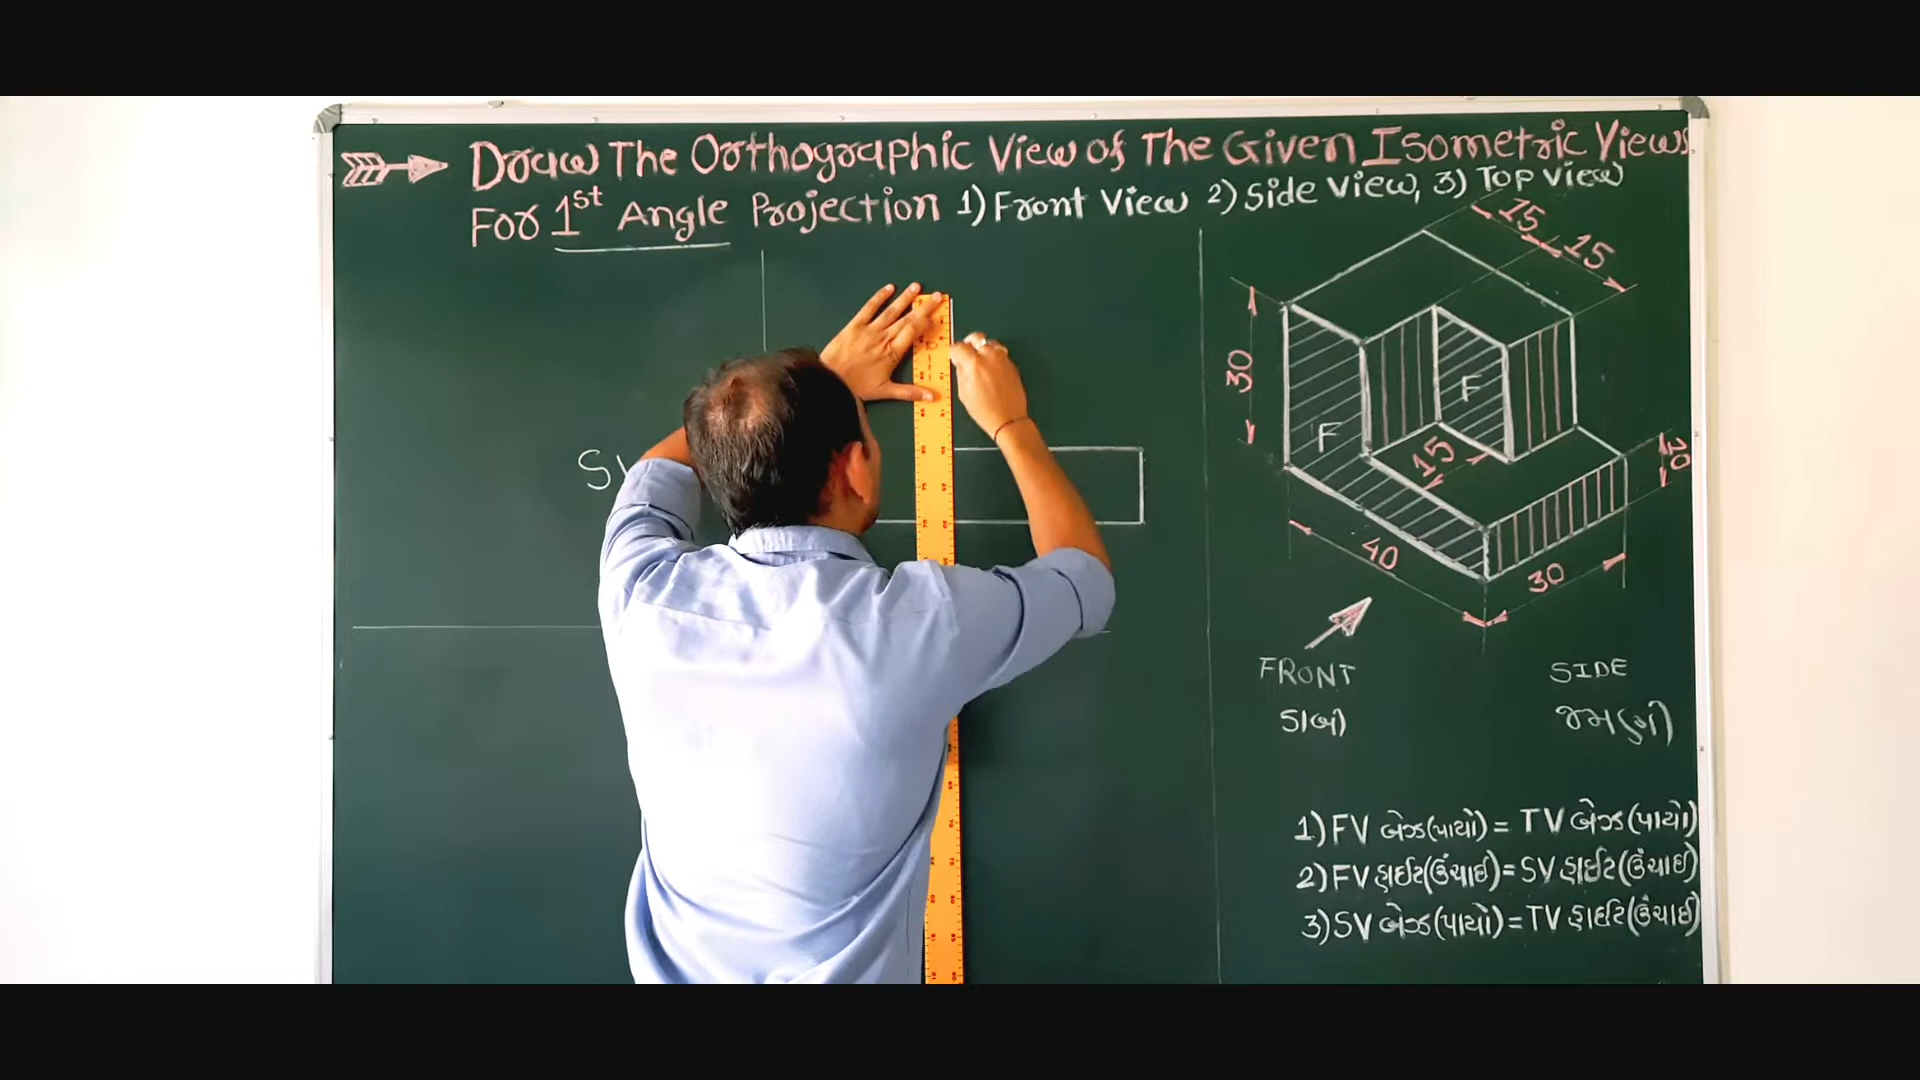 Draw The Orthographic View of The Given Isometric Views
For 1st Angle Projection 1) Front View 2) Side View, 3) Top View
15
15
30
F
F
15
10
40
30
FRONT
SIDE
ડાબી
1) FV બેઝ(પાયો) = TV બેઝ(પાયો)
2) FV હાઈટ(ઉંચાઈ) = SV હાઈટ(ઉંચાઈ)
3) SV બેઝ(પાયો) = TV હાઈટ(ઉંચાઈ)